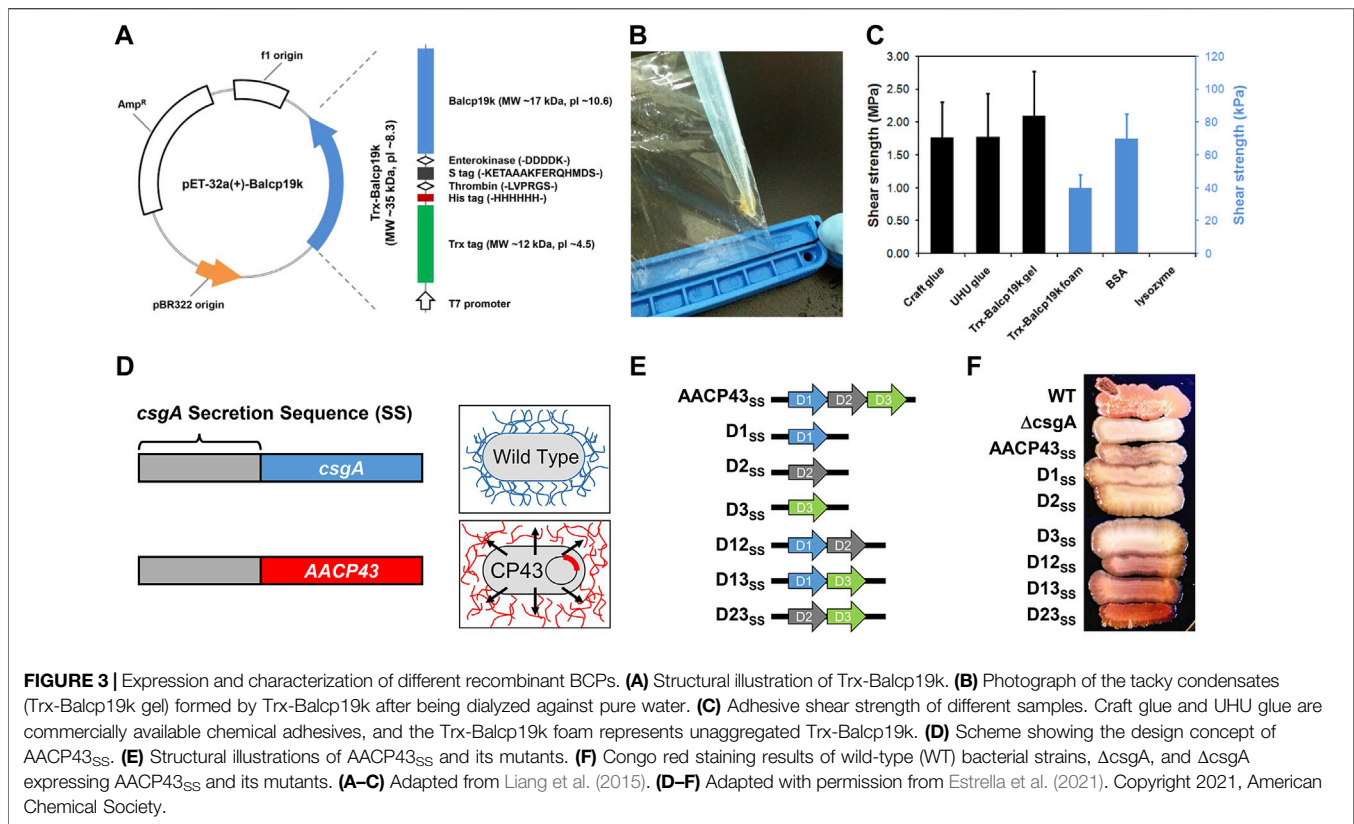 A
f1 origin
Amp^R
pET-32a(+)-Balcp19k
pBR322 origin
Trx-Balcp19k
(MW ~35 kDa, pI ~8.3)
Balcp19k (MW ~17 kDa, pI ~10.6)
Enterokinase (-DDDDK-)
S tag (-KETAAAKFERQHMDS-)
Thrombin (-LVPRGS-)
His tag (-HHHHHH-)
Trx tag (MW ~12 kDa, pI ~4.5)
T7 promoter
B
C
Shear strength (MPa)
3.00
2.50
2.00
1.50
1.00
0.50
0.00
120
100
80
60
40
20
0
Shear strength (kPa)
Craft glue
UHU glue
Trx-Balcp19k gel
Trx-Balcp19k foam
BSA
lysozyme
D
csgA Secretion Sequence (SS)
csgA
AACP43
Wild Type
CP43
E
AACP43SS D1 D2 D3
D1SS D1
D2SS D2
D3SS D3
D12SS D1 D2
D13SS D1 D3
D23SS D2 D3
F
WT
ΔcsgA
AACP43SS
D1SS
D2SS
D3SS
D12SS
D13SS
D23SS
FIGURE 3 | Expression and characterization of different recombinant BCPs. (A) Structural illustration of Trx-Balcp19k. (B) Photograph of the tacky condensates
(Trx-Balcp19k gel) formed by Trx-Balcp19k after being dialyzed against pure water. (C) Adhesive shear strength of different samples. Craft glue and UHU glue are
commercially available chemical adhesives, and the Trx-Balcp19k foam represents unaggregated Trx-Balcp19k. (D) Scheme showing the design concept of
AACP43SS. (E) Structural illustrations of AACP43SS and its mutants. (F) Congo red staining results of wild-type (WT) bacterial strains, ΔcsgA, and ΔcsgA
expressing AACP43SS and its mutants. (A–C) Adapted from Liang et al. (2015). (D–F) Adapted with permission from Estrella et al. (2021). Copyright 2021, American
Chemical Society.